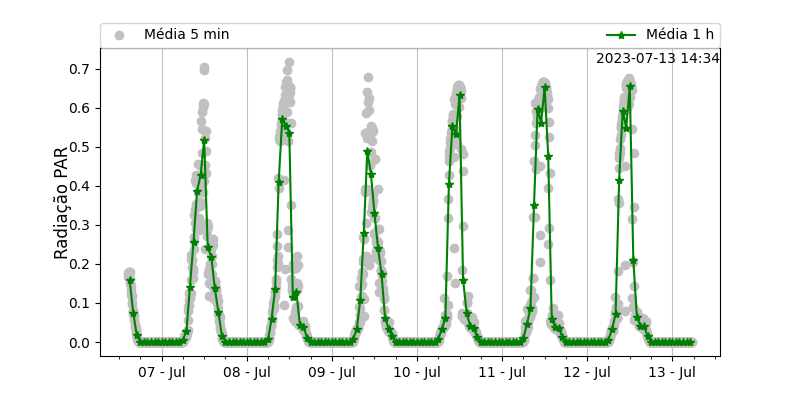 Média 5 min
Média 1 h
2023-07-13 14:34
Radiação PAR
0.7
0.6
0.5
0.4
0.3
0.2
0.1
0.0
07 - Jul
08 - Jul
09 - Jul
10 - Jul
11 - Jul
12 - Jul
13 - Jul